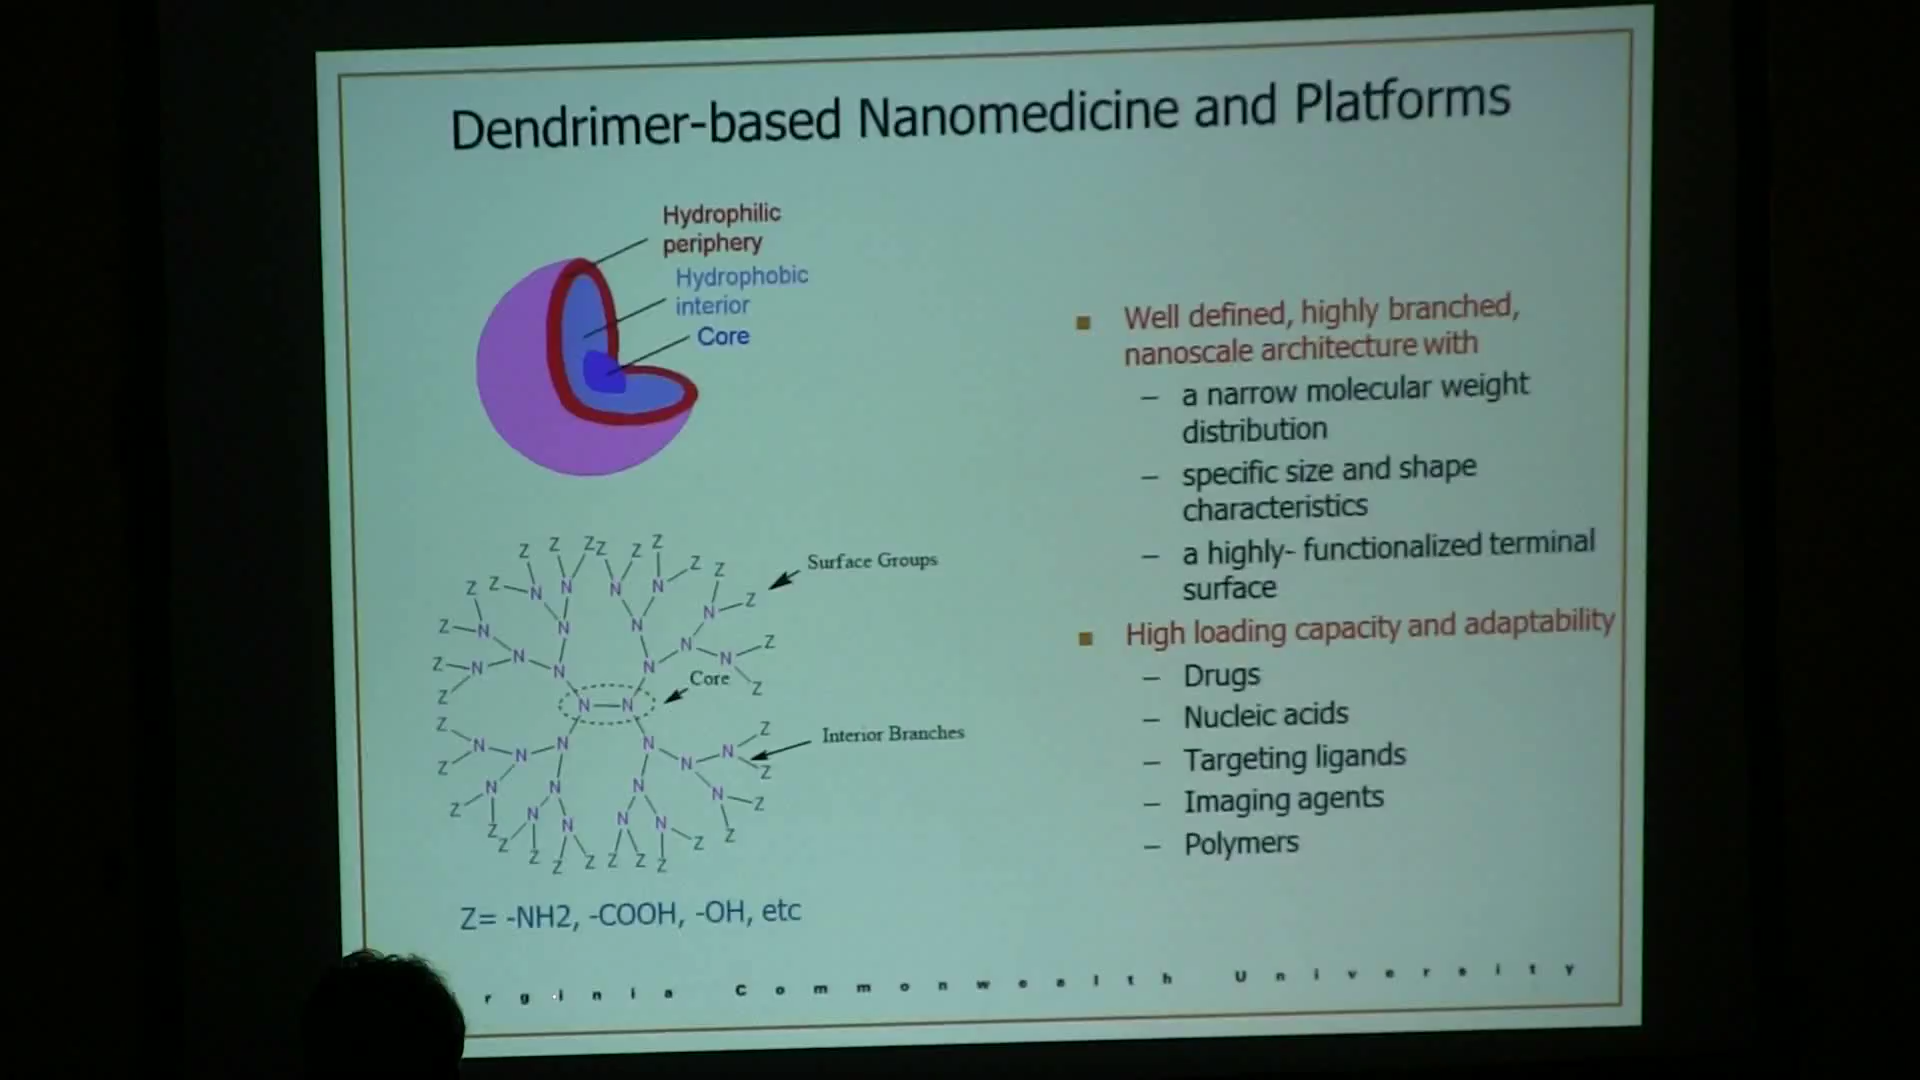 Dendrimer-based Nanomedicine and Platforms
Hydrophilic
periphery
Hydrophobic
interior
Core
Well defined, highly branched,
nanoscale architecture with
– a narrow molecular weight
distribution
– specific size and shape
characteristics
– a highly- functionalized terminal
surface
High loading capacity and adaptability
– Drugs
– Nucleic acids
– Targeting ligands
– Imaging agents
– Polymers
Surface Groups
Core
Interior Branches
N—N
Z= -NH2, -COOH, -OH, etc
r g i n i a C o m m o n w e a l t h U n i v e r s i t y